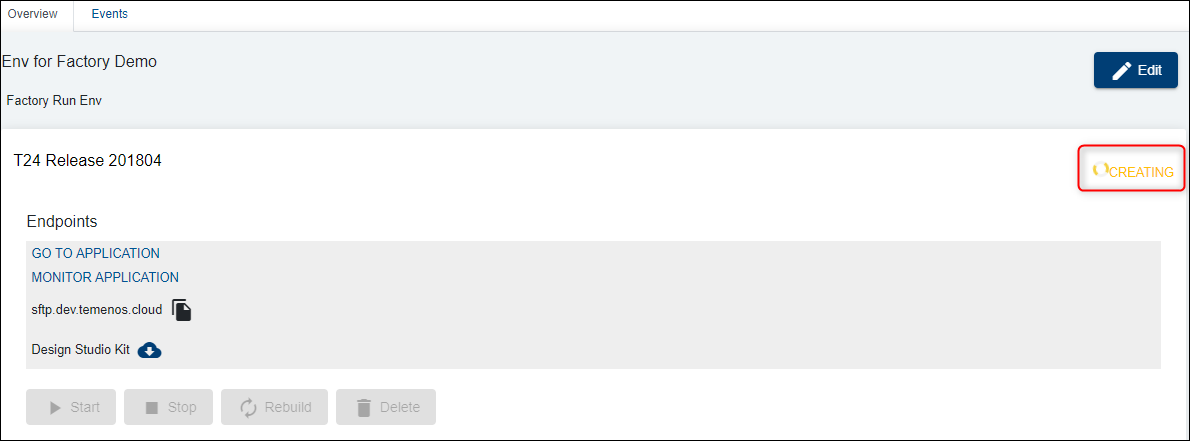 Overview Events
Env for Factory Demo
Edit
Factory Run Env
T24 Release 201804
CREATING
Endpoints
GO TO APPLICATION
MONITOR APPLICATION
sftp.dev.temenos.cloud
Design Studio Kit
Start Stop Rebuild Delete